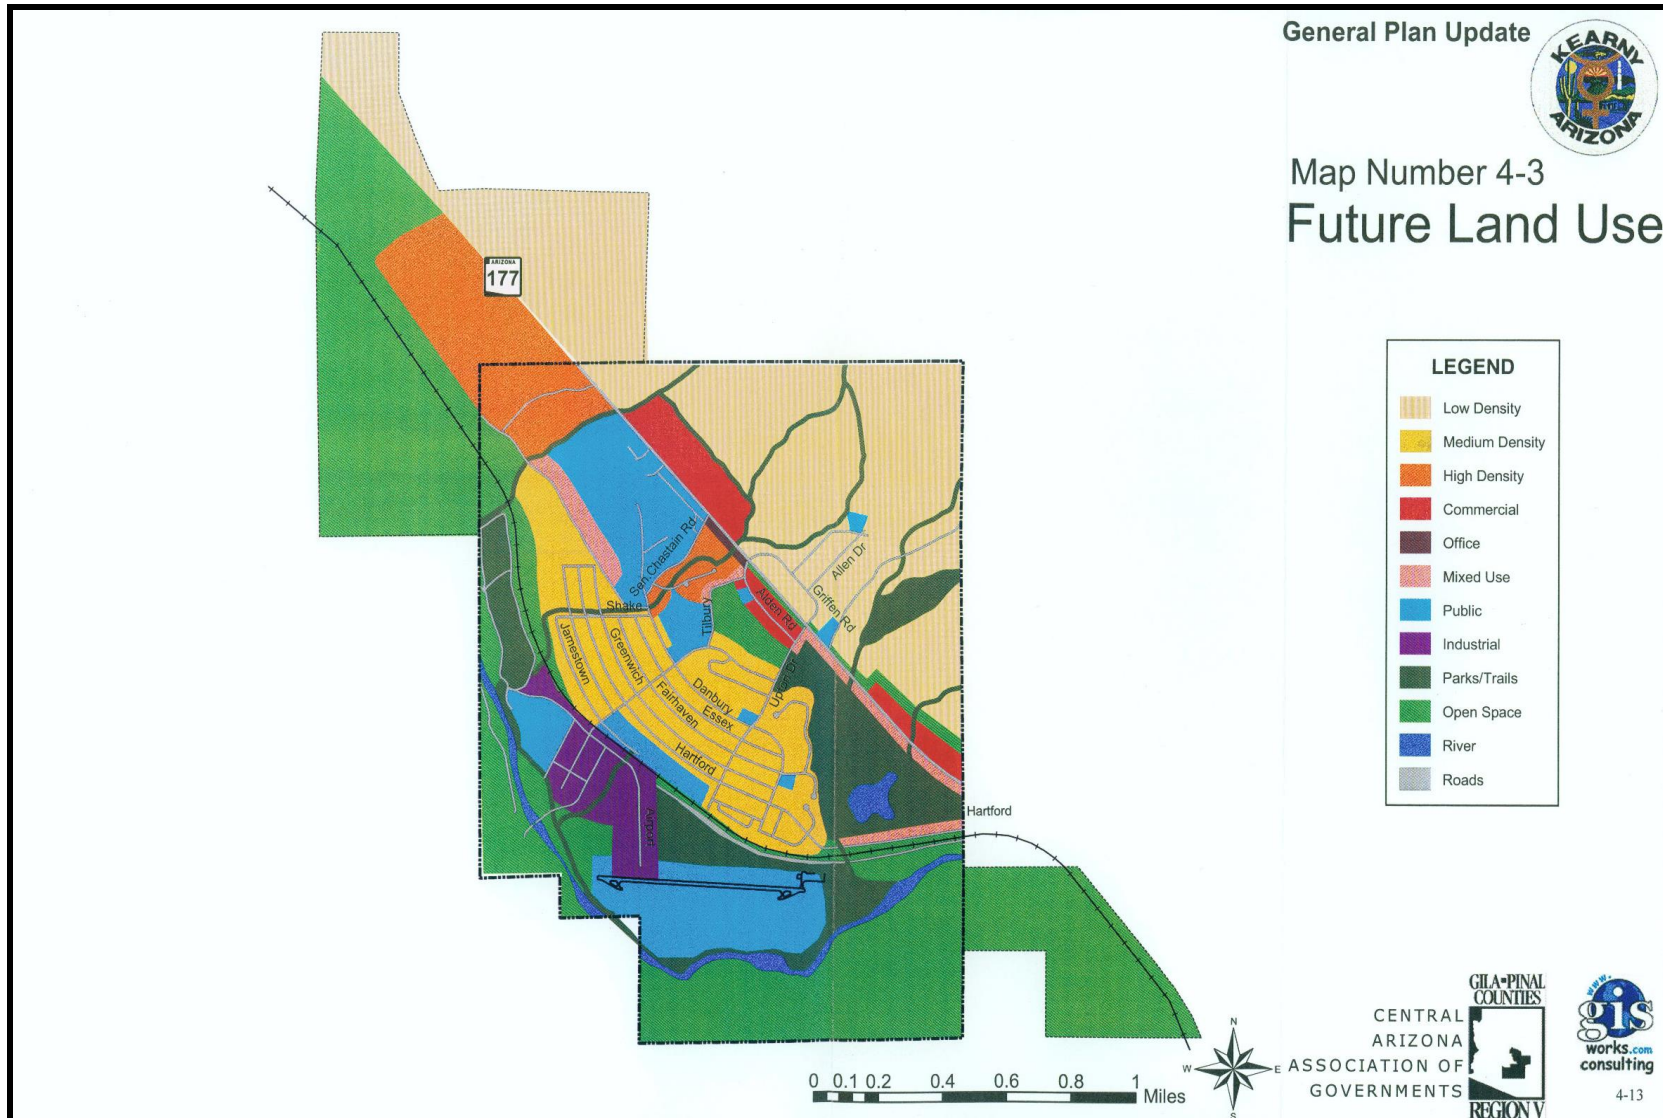 General Plan Update
KEARNY
ARIZONA
Map Number 4-3
Future Land Use
ARIZONA
177
LEGEND
Low Density
Medium Density
High Density
Commercial
Office
Mixed Use
Public
Industrial
Parks/Trails
Open Space
River
Roads
Sen.Chastain Rd
Allen Dr
Griffen Rd
Alden Rd
Shake
Tilbury
Jamestown
Greenwich
Fairhaven
Danbury
Essex
Upton Dr
Hartford
Airport
Hartford
0 0.1 0.2 0.4 0.6 0.8 1
Miles
N
W
E
S
CENTRAL
ARIZONA
ASSOCIATION OF
GOVERNMENTS
GILA-PINAL
COUNTIES
REGION V
www.
gis
works.com
consulting
4-13